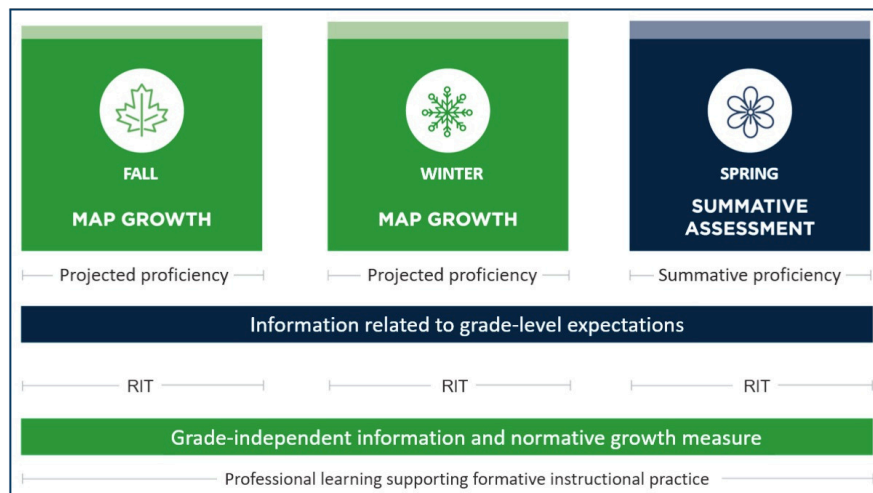 FALL
MAP GROWTH
WINTER
MAP GROWTH
SPRING
SUMMATIVE
ASSESSMENT
Projected proficiency
Projected proficiency
Summative proficiency
Information related to grade-level expectations
RIT
RIT
RIT
Grade-independent information and normative growth measure
Professional learning supporting formative instructional practice